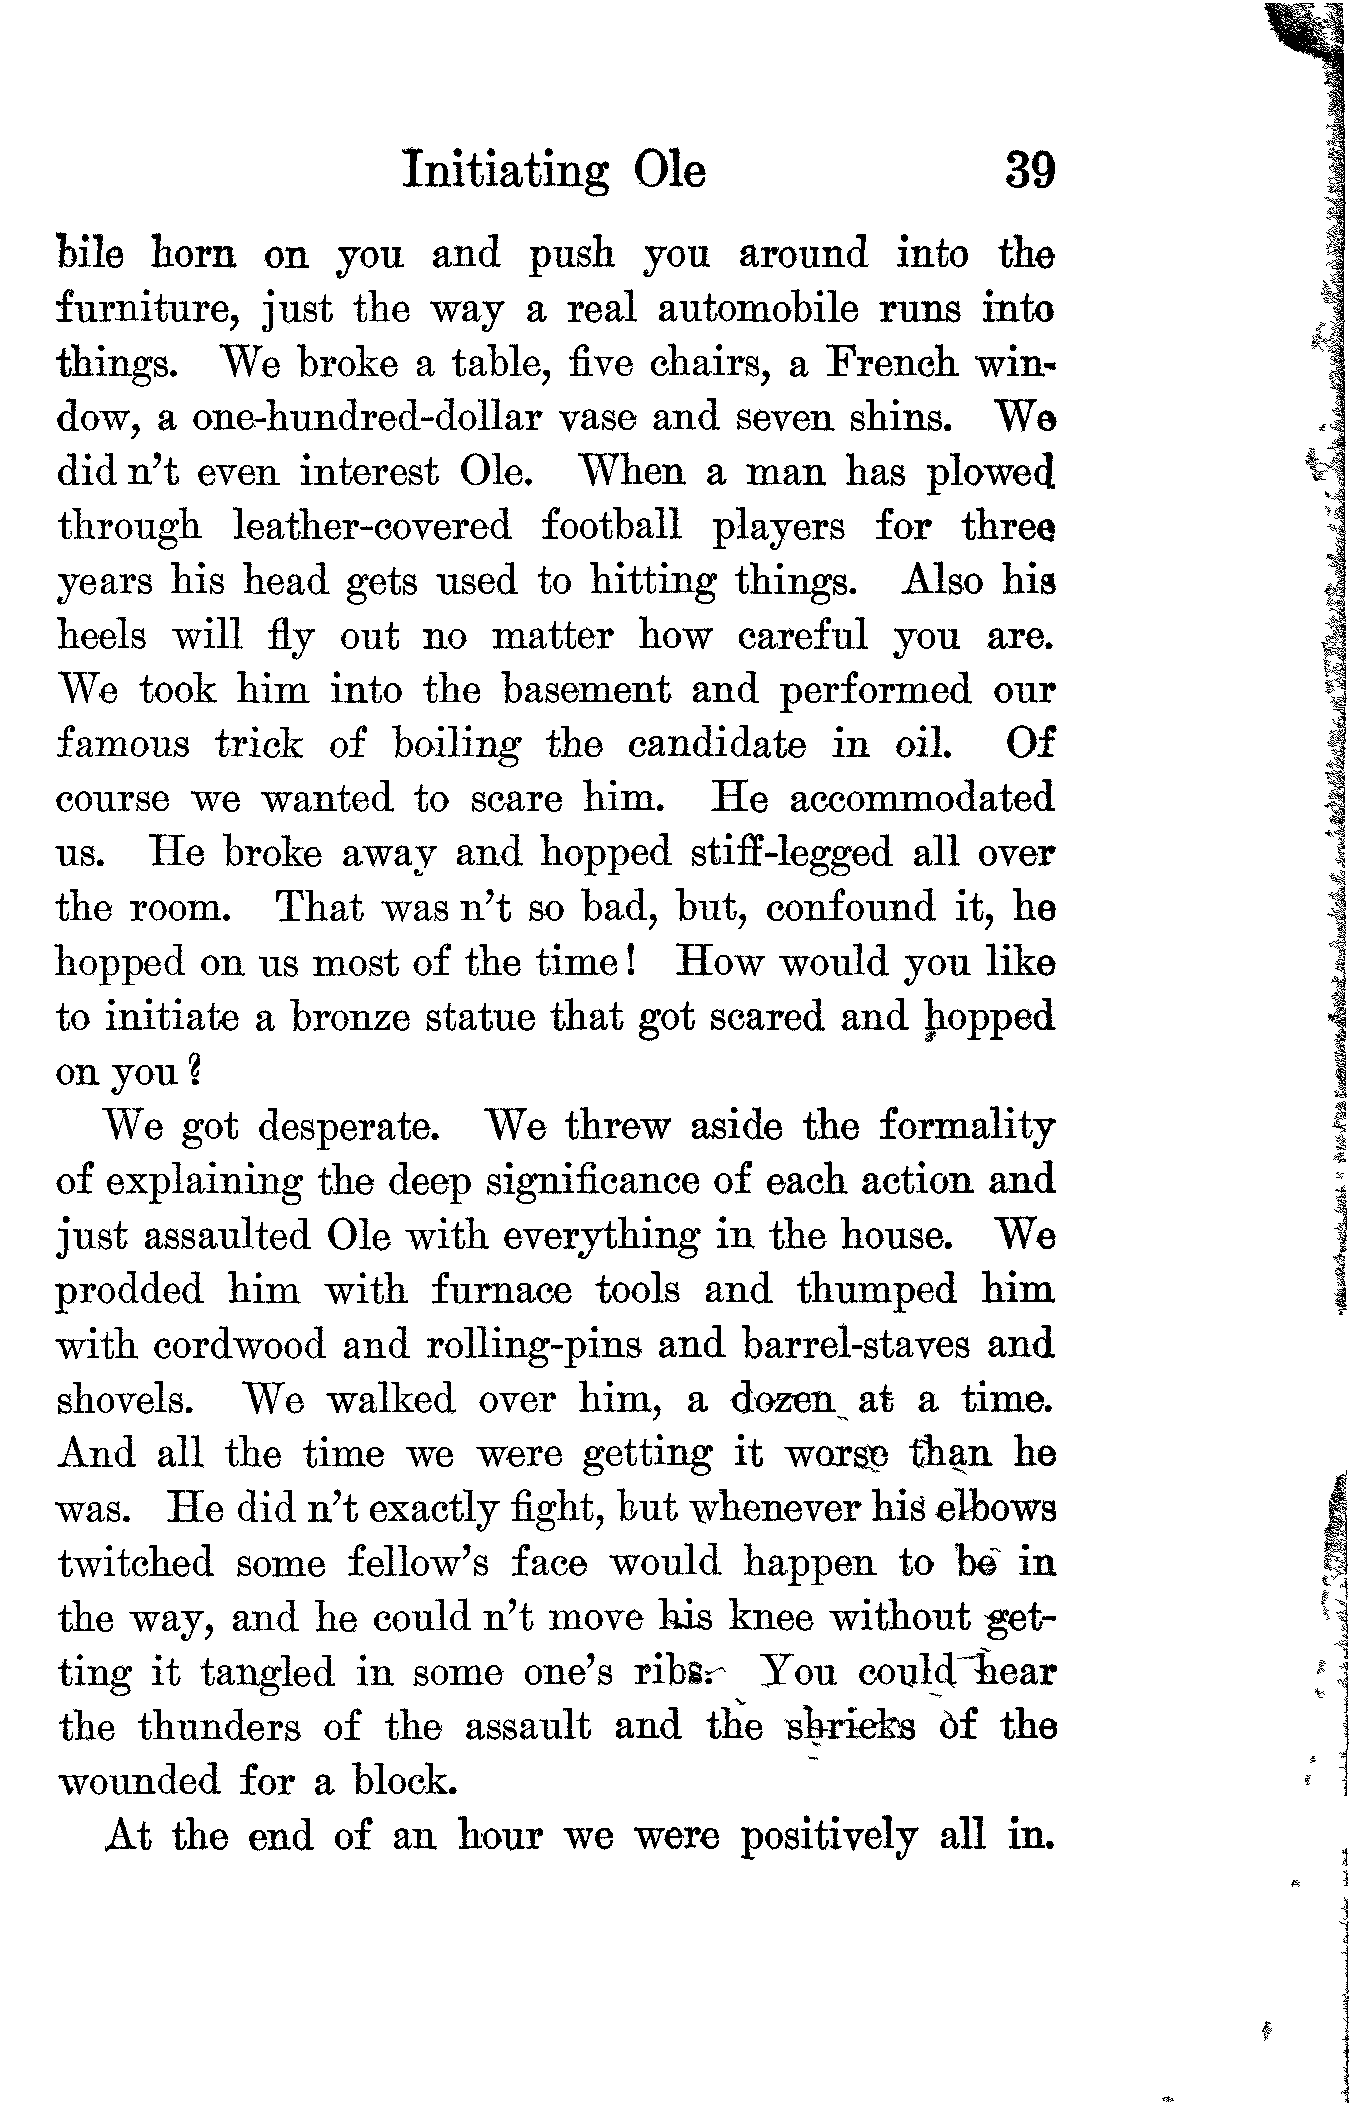 Initiating Ole 39
bile horn on you and push you around into the
furniture, just the way a real automobile runs into
things. We broke a table, five chairs, a French win-
dow, a one-hundred-dollar vase and seven shins. We
did n't even interest Ole. When a man has plowed
through leather-covered football players for three
years his head gets used to hitting things. Also his
heels will fly out no matter how careful you are.
We took him into the basement and performed our
famous trick of boiling the candidate in oil. Of
course we wanted to scare him. He accommodated
us. He broke away and hopped stiff-legged all over
the room. That was n't so bad, but, confound it, he
hopped on us most of the time! How would you like
to initiate a bronze statue that got scared and hopped
on you?
We got desperate. We threw aside the formality
of explaining the deep significance of each action and
just assaulted Ole with everything in the house. We
prodded him with furnace tools and thumped him
with cordwood and rolling-pins and barrel-staves and
shovels. We walked over him, a dozen at a time.
And all the time we were getting it worse than he
was. He did n't exactly fight, but whenever his elbows
twitched some fellow's face would happen to be in
the way, and he could n't move his knee without get-
ting it tangled in some one's ribs. You could hear
the thunders of the assault and the shrieks of the
wounded for a block.
At the end of an hour we were positively all in.